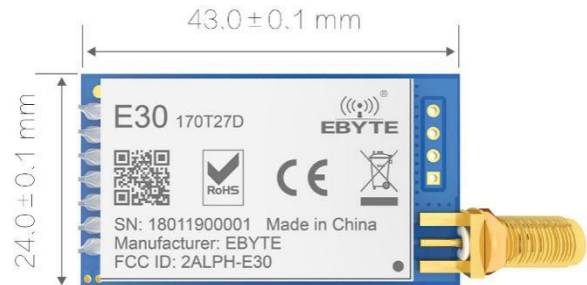 43.0±0.1 mm
24.0±0.1 mm
E30 170T27D
EBYTE ®
RoHS
CE
SN: 18011900001 Made in China
Manufacturer: EBYTE
FCC ID: 2ALPH-E30